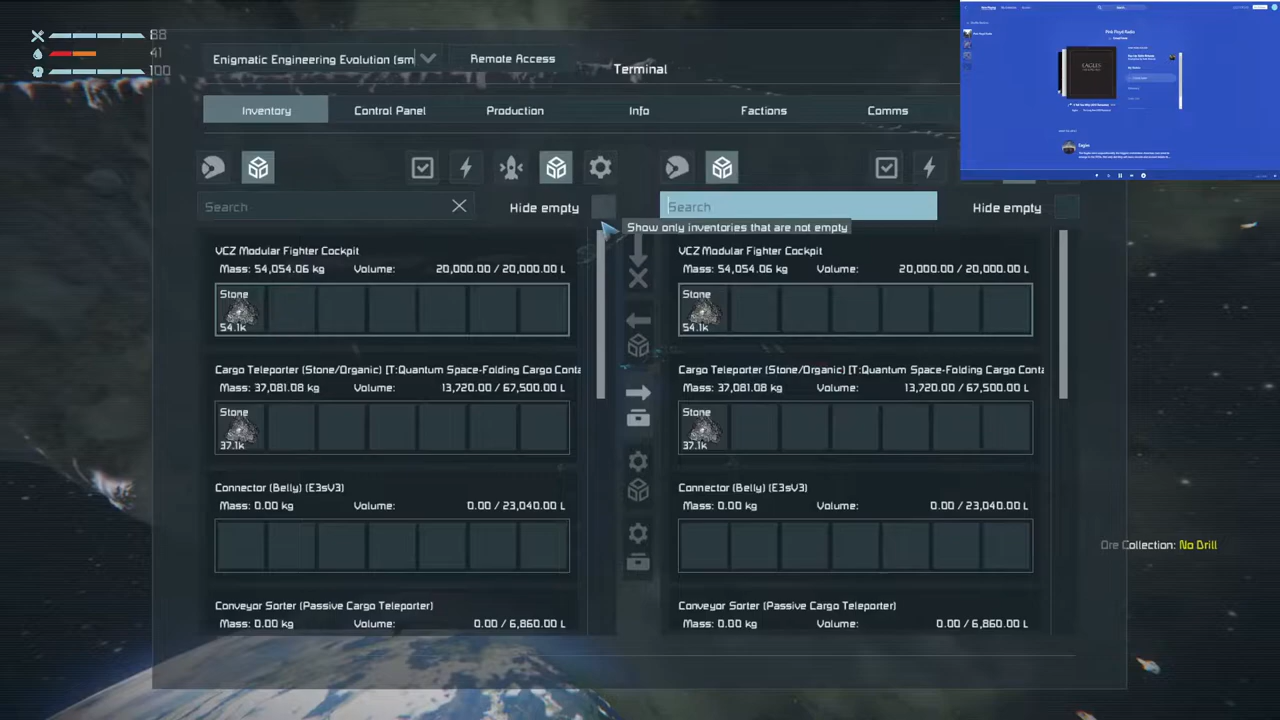 88
41
100
Enigmatic Engineering Evolution (sm
Remote Access
Terminal
Inventory
Control Panel
Production
Info
Factions
Comms
Search
Hide empty
Search
Hide empty
Show only inventories that are not empty
VCZ Modular Fighter Cockpit
Mass: 54,054.06 kg Volume: 20,000.00 / 20,000.00 L
Stone
54.1k
Cargo Teleporter (Stone/Organic) [T:Quantum Space-Folding Cargo Conta
Mass: 37,081.08 kg Volume: 13,720.00 / 67,500.00 L
Stone
37.1k
Connector (Belly) (E3sV3)
Mass: 0.00 kg Volume: 0.00 / 23,040.00 L
Conveyor Sorter (Passive Cargo Teleporter)
Mass: 0.00 kg Volume: 0.00 / 6,860.00 L
VCZ Modular Fighter Cockpit
Mass: 54,054.06 kg Volume: 20,000.00 / 20,000.00 L
Stone
54.1k
Cargo Teleporter (Stone/Organic) [T:Quantum Space-Folding Cargo Conta
Mass: 37,081.08 kg Volume: 13,720.00 / 67,500.00 L
Stone
37.1k
Connector (Belly) (E3sV3)
Mass: 0.00 kg Volume: 0.00 / 23,040.00 L
Conveyor Sorter (Passive Cargo Teleporter)
Mass: 0.00 kg Volume: 0.00 / 6,860.00 L
Ore Collection: No Drill
Pink Floyd Radio
EAGLES
Eagles